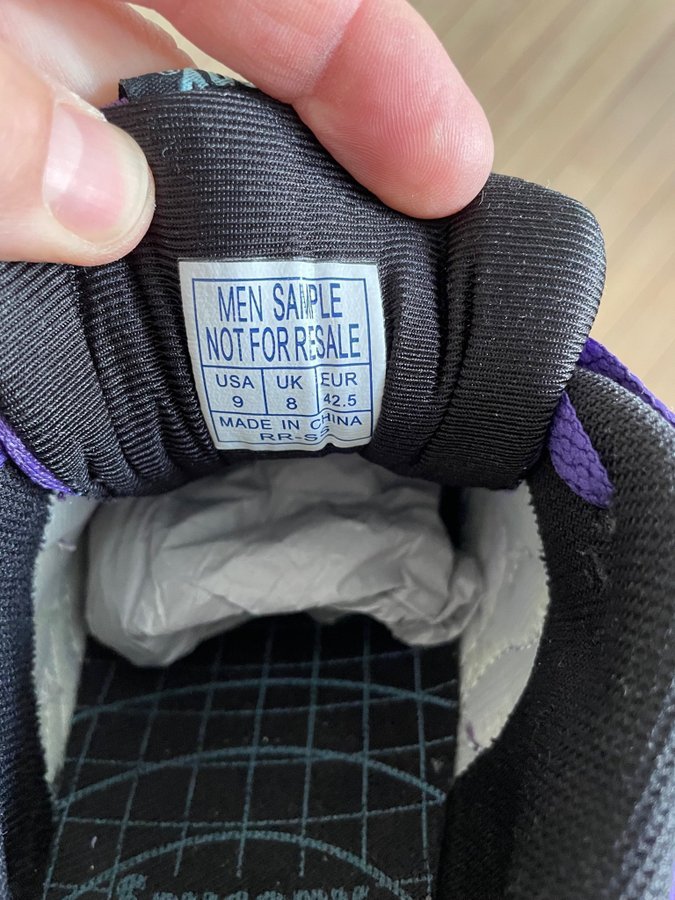 MEN SAMPLE
NOT FOR RESALE
USA UK EUR
9 8 42.5
MADE IN CHINA